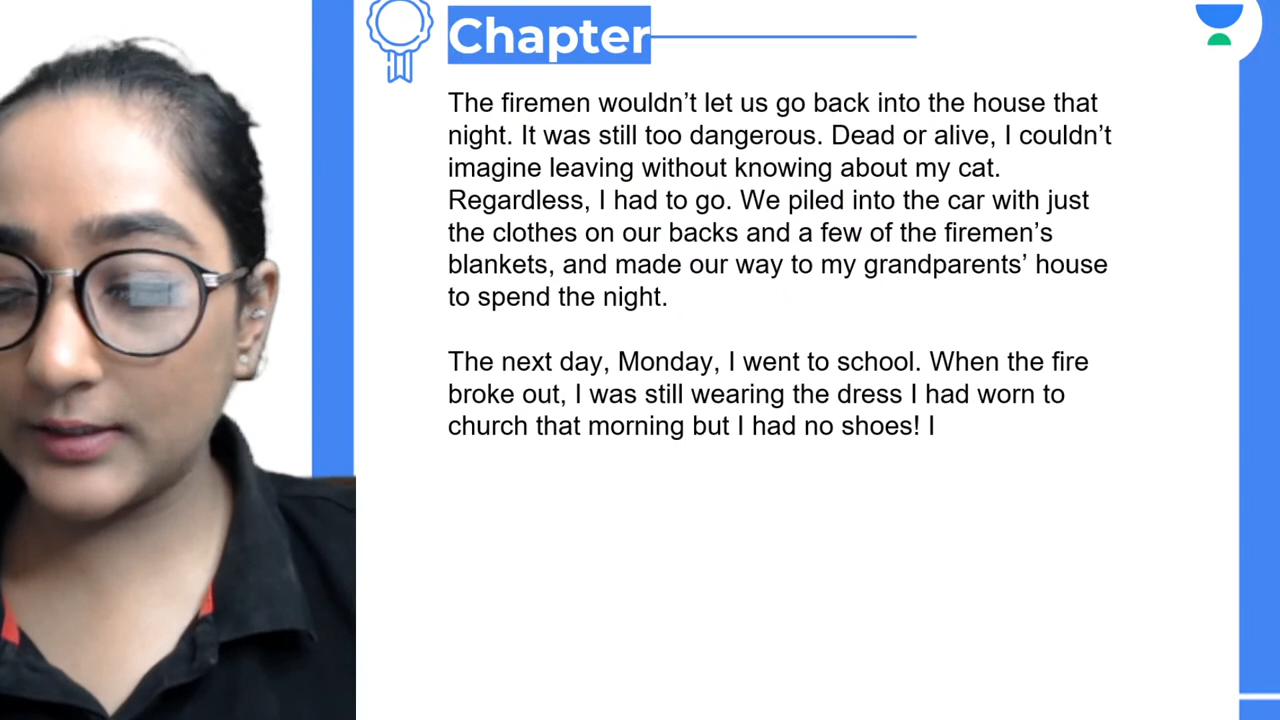 Chapter
The firemen wouldn’t let us go back into the house that
night. It was still too dangerous. Dead or alive, I couldn’t
imagine leaving without knowing about my cat.
Regardless, I had to go. We piled into the car with just
the clothes on our backs and a few of the firemen’s
blankets, and made our way to my grandparents’ house
to spend the night.
The next day, Monday, I went to school. When the fire
broke out, I was still wearing the dress I had worn to
church that morning but I had no shoes! I